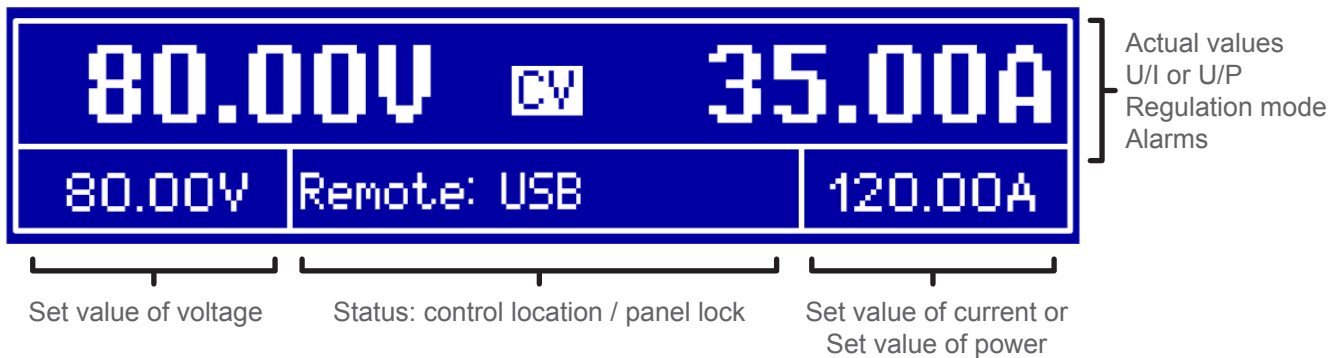 80.00V CV 35.00A
80.00V Remote: USB 120.00A
Actual values
U/I or U/P
Regulation mode
Alarms
Set value of voltage
Status: control location / panel lock
Set value of current or
Set value of power